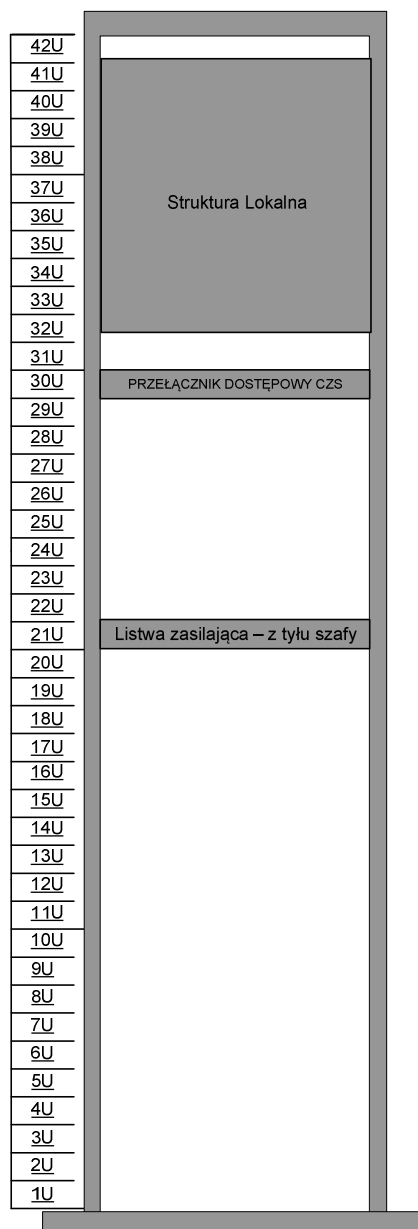 42U
41U
40U
39U
38U
37U
Struktura Lokalna
36U
35U
34U
33U
32U
31U
30U PRZEŁĄCZNIK DOSTĘPOWY CZS
29U
28U
27U
26U
25U
24U
23U
22U
21U Listwa zasilająca – z tyłu szafy
20U
19U
18U
17U
16U
15U
14U
13U
12U
11U
10U
9U
8U
7U
6U
5U
4U
3U
2U
1U